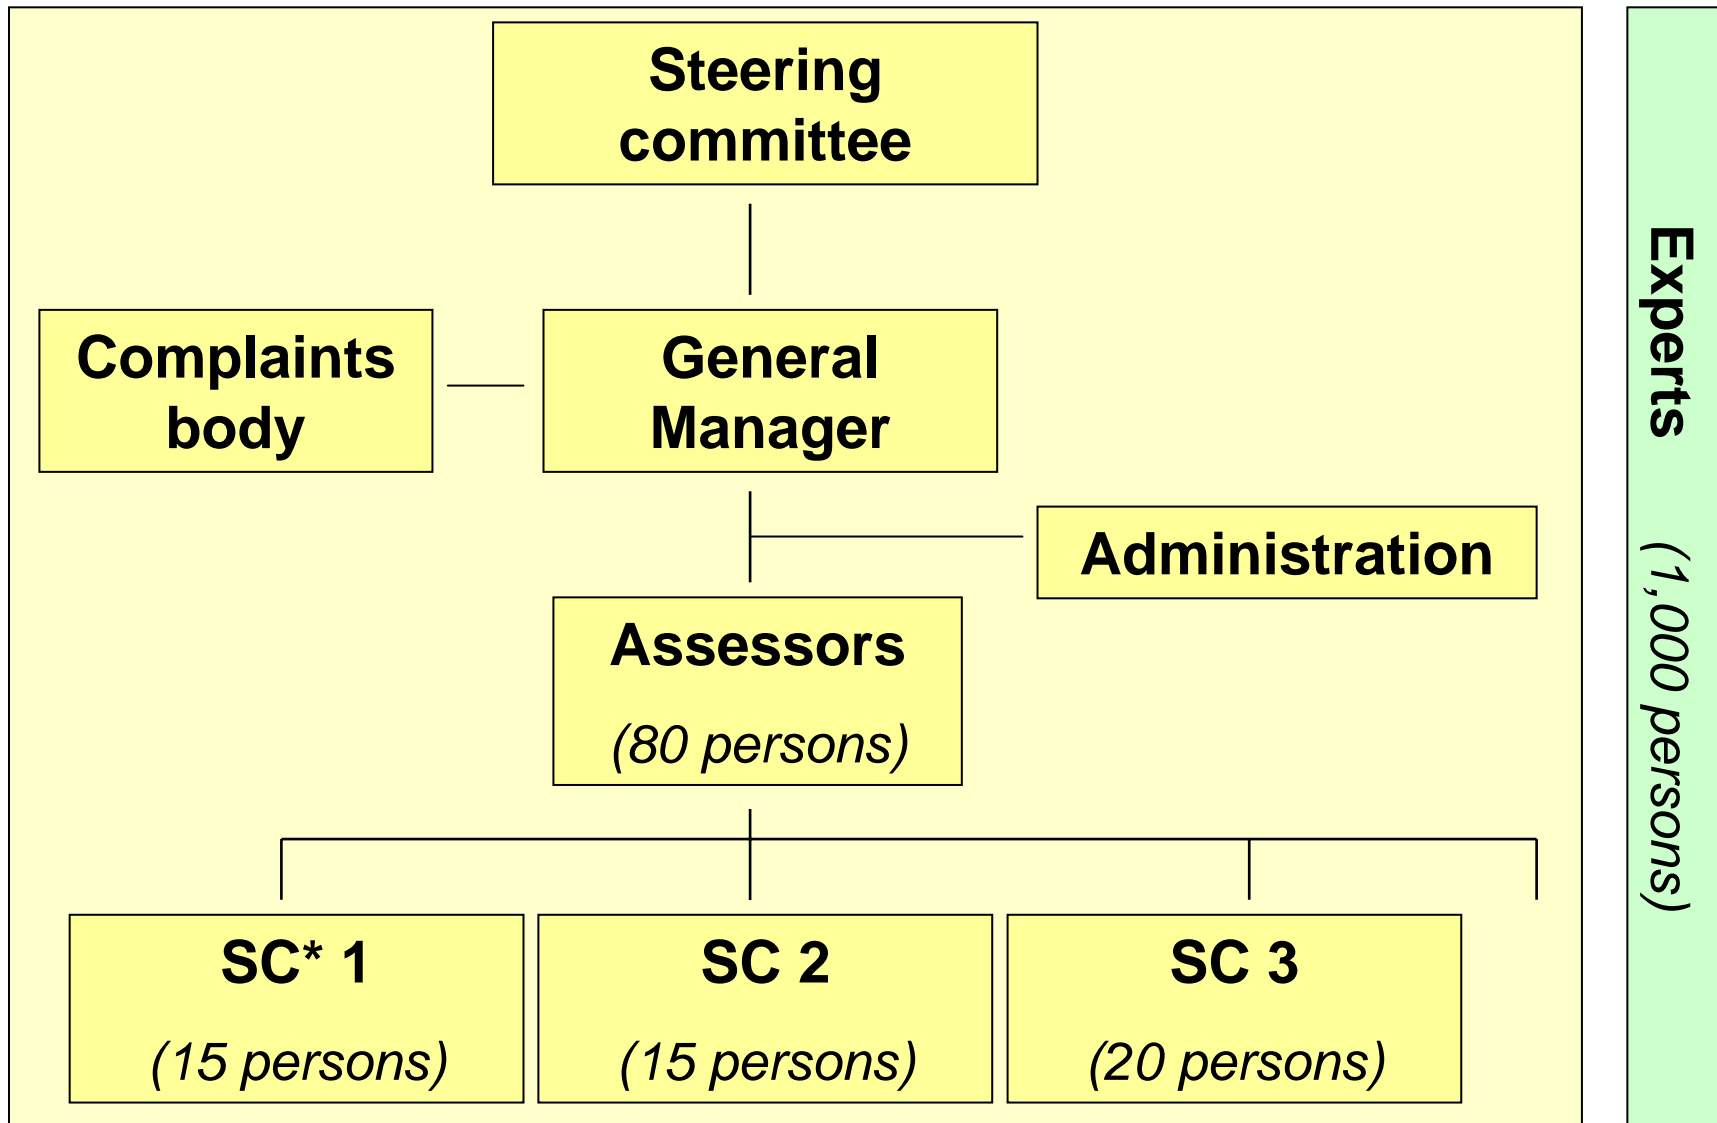 Steering
committee
Complaints
body
General
Manager
Administration
Assessors
(80 persons)
SC* 1
(15 persons)
SC 2
(15 persons)
SC 3
(20 persons)
Experts (1,000 persons)